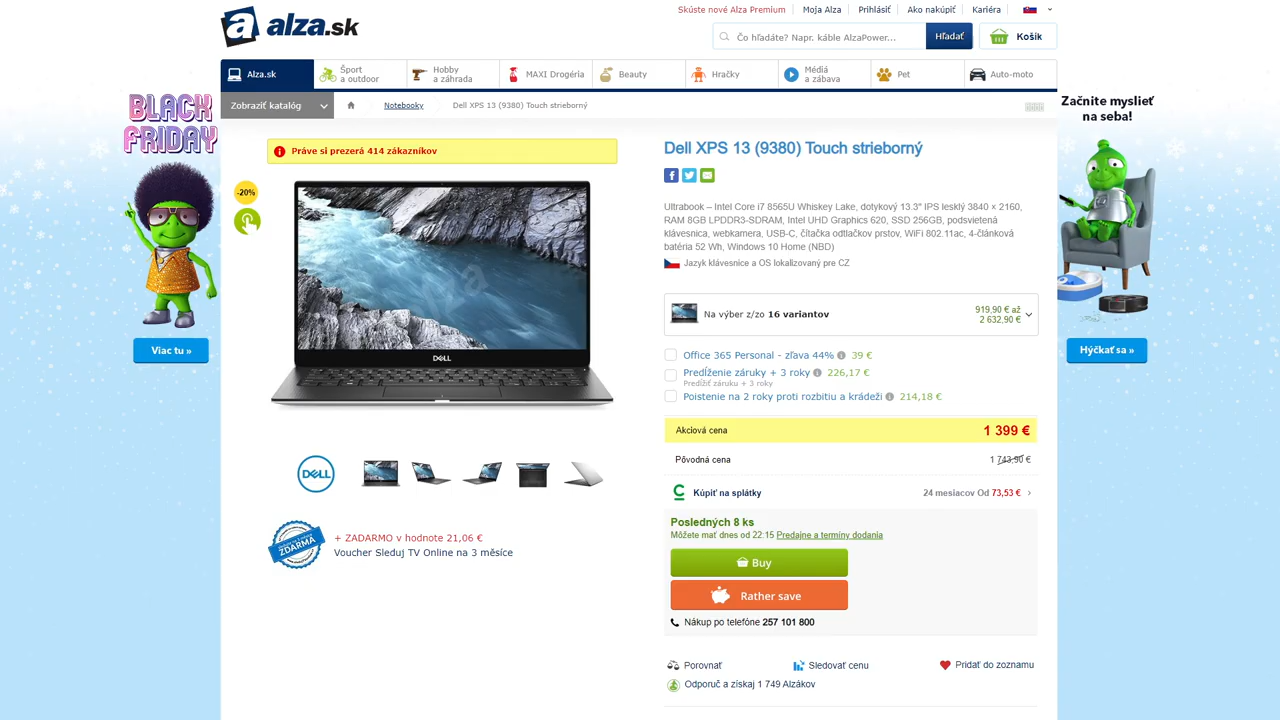 Skúste nové Alza Premium
Moja Alza
Prihlásiť
Ako nakúpiť
Kariéra
alza.sk
Čo hľadáte? Napr. káble AlzaPower...
Hľadať
Košík
Alza.sk
Šport
a outdoor
Hobby
a záhrada
MAXI Drogéria
Beauty
Hračky
Médiá
a zábava
Pet
Auto-moto
Zobraziť katalóg
Notebooky
Dell XPS 13 (9380) Touch strieborný
BLACK
FRIDAY
Viac tu »
Začnite myslieť
na seba!
Hýčkať sa »
Práve si prezerá 414 zákazníkov
-20%
DELL
DELL
+ ZADARMO v hodnote 21,06 €
Voucher Sleduj TV Online na 3 měsíce
ZDARMA
Dell XPS 13 (9380) Touch strieborný
Ultrabook – Intel Core i7 8565U Whiskey Lake, dotykový 13.3" IPS lesklý 3840 × 2160,
RAM 8GB LPDDR3-SDRAM, Intel UHD Graphics 620, SSD 256GB, podsvietená
klávesnica, webkamera, USB-C, čítačka odtlačkov prstov, WiFi 802.11ac, 4-článková
batéria 52 Wh, Windows 10 Home (NBD)
Jazyk klávesnice a OS lokalizovaný pre CZ
Na výber z/zo 16 variantov
919,90 € až
2 632,90 €
Office 365 Personal - zľava 44% 39 €
Predĺženie záruky + 3 roky 226,17 €
Predĺžiť záruku + 3 roky
Poistenie na 2 roky proti rozbitiu a krádeži 214,18 €
Akciová cena 1 399 €
Pôvodná cena 1 743,90 €
Kúpiť na splátky 24 mesiacov Od 73,53 €
Posledných 8 ks
Môžete mať dnes od 22:15 Predajne a termíny dodania
Buy
Rather save
Nákup po telefóne 257 101 800
Porovnať
Sledovať cenu
Pridať do zoznamu
Odporuč a získaj 1 749 Alzákov